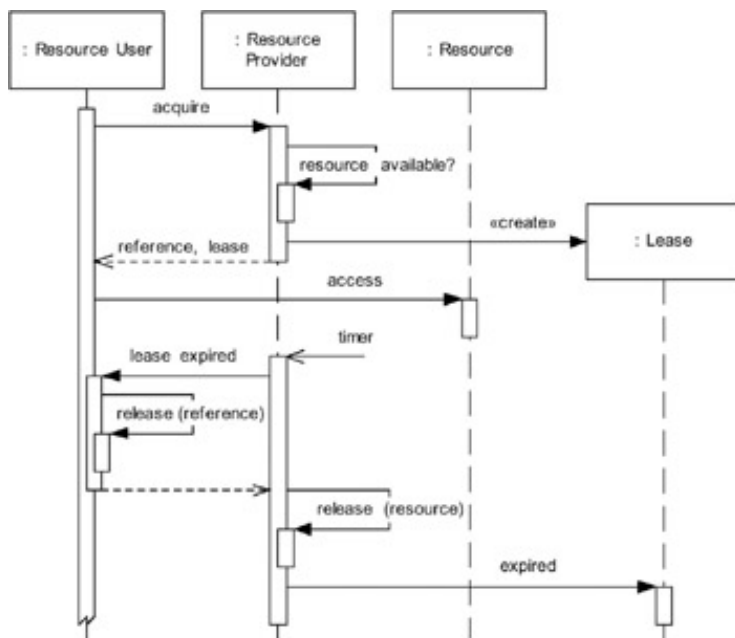 : Resource User
: Resource
Provider
: Resource
acquire
resource available?
«create»
: Lease
reference, lease
access
timer
lease expired
release (reference)
release (resource)
expired